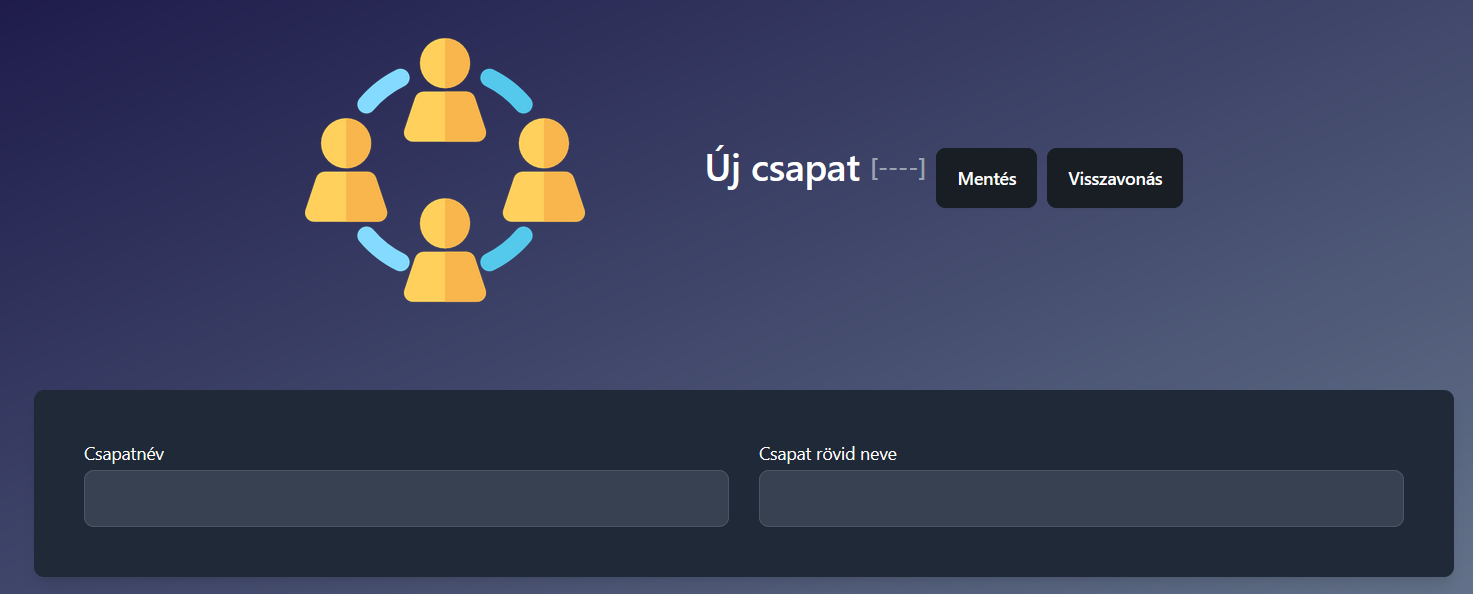 Új csapat [----] Mentés Visszavonás
Csapatnév Csapat rövid neve